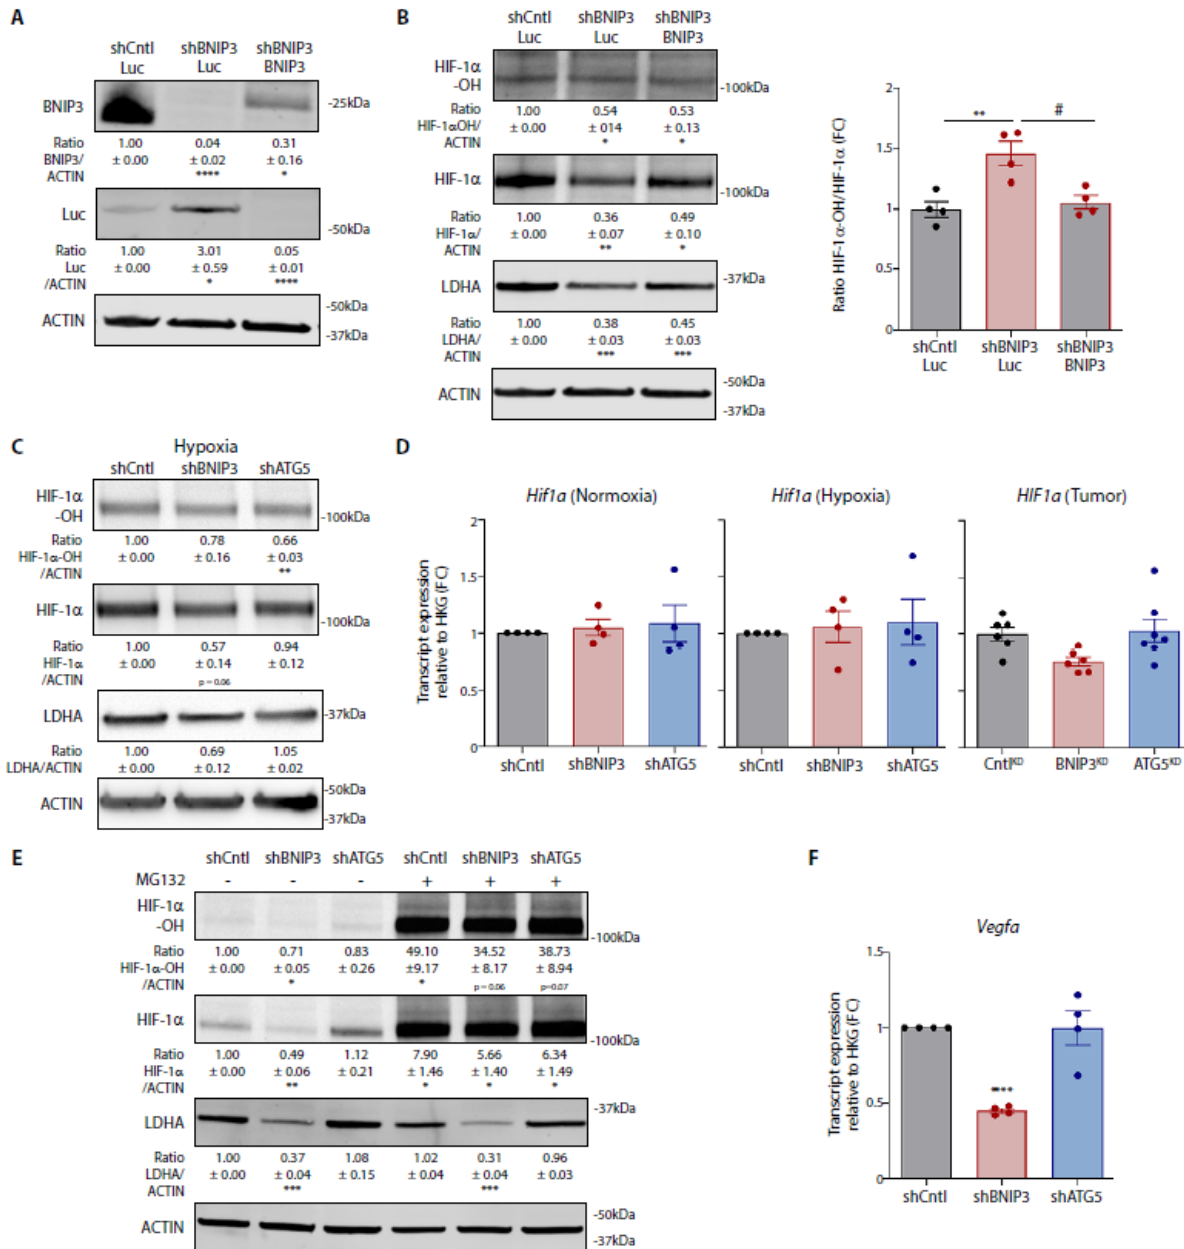 A
shCntl Luc
shBNIP3 Luc
shBNIP3 BNIP3
BNIP3
-25kDa
Ratio 1.00 0.04 0.31
BNIP3/ ± 0.00 ± 0.02 ± 0.16
ACTIN **** *
Luc
-50kDa
Ratio 1.00 3.01 0.05
Luc ± 0.00 ± 0.59 ± 0.01
/ACTIN * ****
ACTIN
-50kDa
-37kDa
B
shCntl Luc
shBNIP3 Luc
shBNIP3 BNIP3
HIF-1α
-OH
-100kDa
Ratio 1.00 0.54 0.53
HIF-1αOH/ ± 0.00 ± 014 ± 0.13
ACTIN * *
HIF-1α
-100kDa
Ratio 1.00 0.36 0.49
HIF-1α/ ± 0.00 ± 0.07 ± 0.10
ACTIN ** *
LDHA
-37kDa
Ratio 1.00 0.38 0.45
LDHA/ ± 0.00 ± 0.03 ± 0.03
ACTIN *** ***
ACTIN
-50kDa
-37kDa
Ratio HIF-1α-OH/HIF-1α (FC)
2
1.5
1
0.5
0
** #
shCntl Luc
shBNIP3 Luc
shBNIP3 BNIP3
C
Hypoxia
shCntl shBNIP3 shATG5
HIF-1α
-OH
-100kDa
Ratio 1.00 0.78 0.66
HIF-1α-OH ± 0.00 ± 0.16 ± 0.03
/ACTIN **
HIF-1α
-100kDa
Ratio 1.00 0.57 0.94
HIF-1α ± 0.00 ± 0.14 ± 0.12
/ACTIN p=0.06
LDHA
-37kDa
Ratio 1.00 0.69 1.05
LDHA/ACTIN ± 0.00 ± 0.12 ± 0.02
ACTIN
-50kDa
-37kDa
D
Transcript expression
relative to HKG (FC)
Hif1a (Normoxia)
2
1.5
1
0.5
0
shCntl shBNIP3 shATG5
Hif1a (Hypoxia)
shCntl shBNIP3 shATG5
HIF1a (Tumor)
CntlKD BNIP3KD ATG5KD
E
shCntl shBNIP3 shATG5 shCntl shBNIP3 shATG5
MG132 - - - + + +
HIF-1α
-OH
-100kDa
Ratio 1.00 0.71 0.83 49.10 34.52 38.73
HIF-1α-OH ± 0.00 ± 0.05 ± 0.26 ±9.17 ± 8.17 ± 8.94
/ACTIN * * p=0.06 p=0.07
HIF-1α
-100kDa
Ratio 1.00 0.49 1.12 7.90 5.66 6.34
HIF-1α ± 0.00 ± 0.06 ± 0.21 ± 1.46 ± 1.40 ± 1.49
/ACTIN ** * * *
LDHA
-37kDa
Ratio 1.00 0.37 1.08 1.02 0.31 0.96
LDHA/ ± 0.00 ± 0.04 ± 0.15 ± 0.04 ± 0.04 ± 0.03
ACTIN *** ***
ACTIN
-50kDa
-37kDa
F
Vegfa
Transcript expression
relative to HKG (FC)
1.5
1
0.5
0
****
shCntl shBNIP3 shATG5